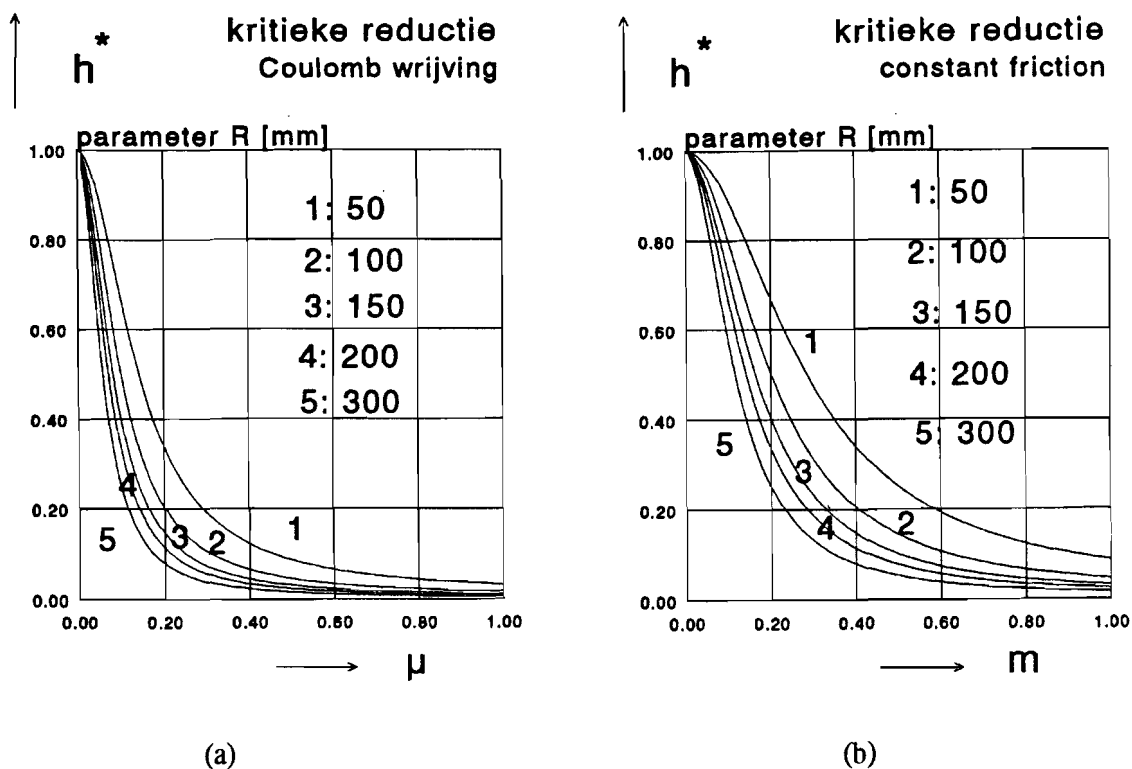 h*
kritieke reductie
Coulomb wrijving
parameter R [mm]
1.00
0.80
0.60
0.40
0.20
0.00
1: 50
2: 100
3: 150
4: 200
5: 300
4
5
3
2
1
0.00 0.20 0.40 0.60 0.80 1.00
μ
(a)
h*
kritieke reductie
constant friction
parameter R [mm]
1.00
0.80
0.60
0.40
0.20
0.00
1: 50
2: 100
3: 150
4: 200
5: 300
1
5
3
4
2
0.00 0.20 0.40 0.60 0.80 1.00
m
(b)